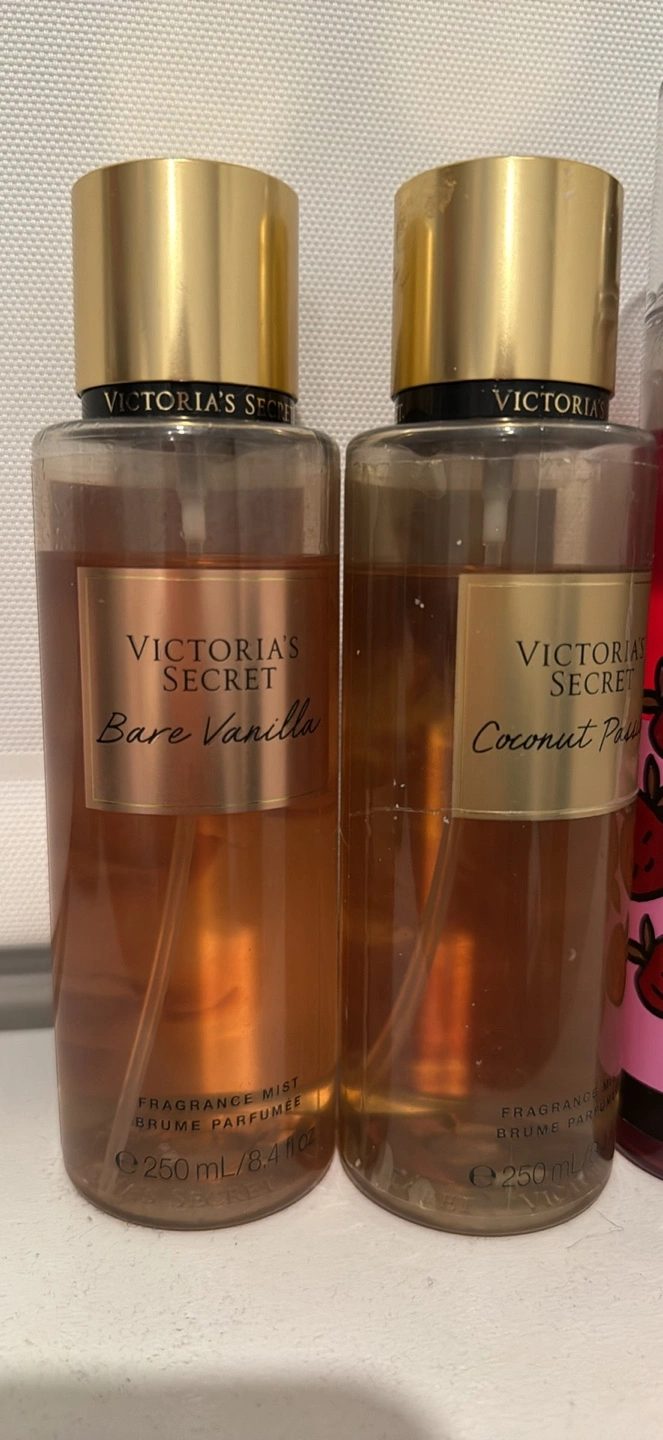 VICTORIA'S SECRET
VICTORIA'S
SECRET
Bare Vanilla
FRAGRANCE MIST
BRUME PARFUMÉE
℮250 mL/8.4 fl oz
VICTORIA'S
VICTORIA'S
SECRET
Coconut
FRAGRANCE
BRUME
℮250 mL/